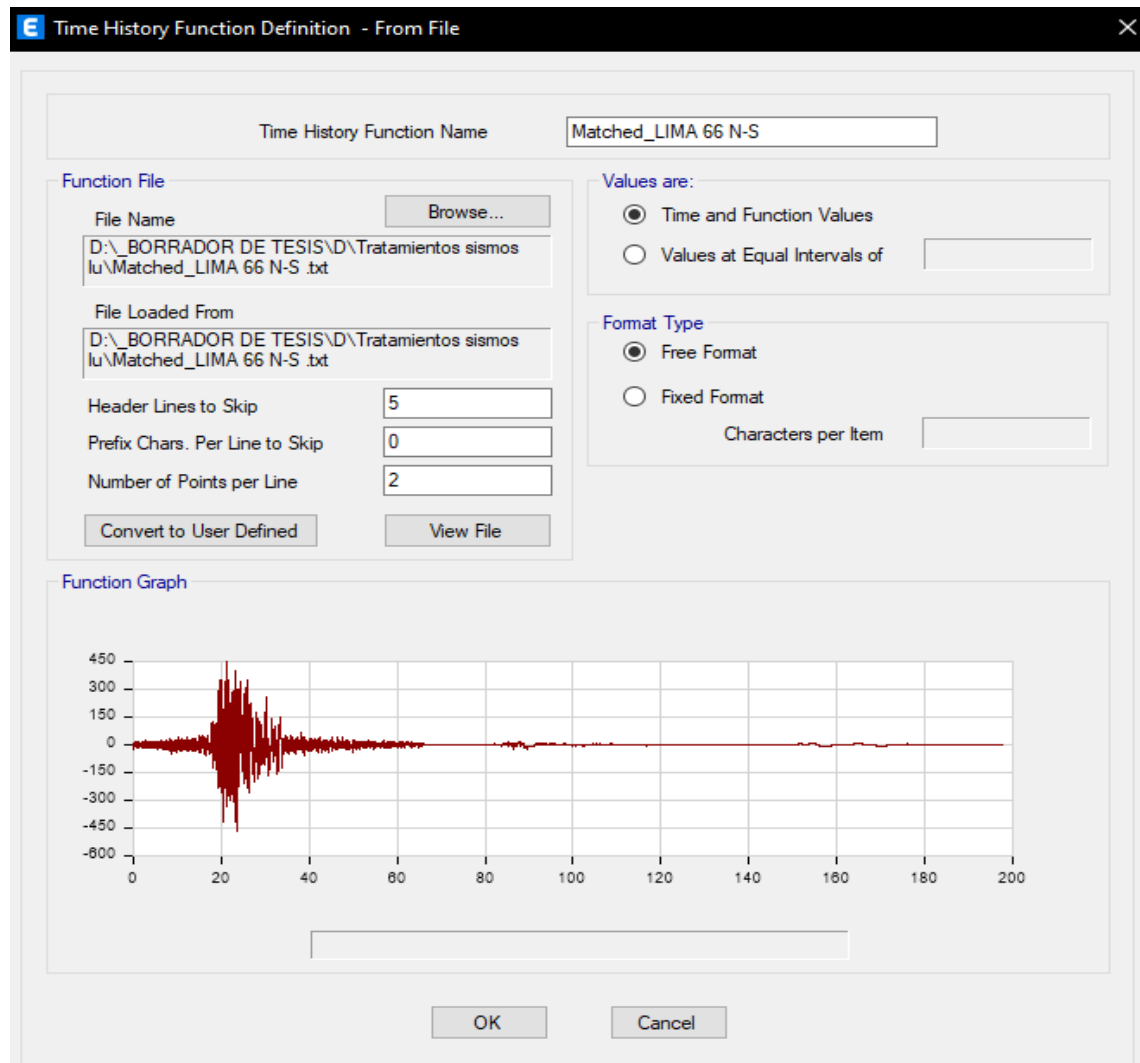 E Time History Function Definition - From File
Time History Function Name Matched_LIMA 66 N-S
Function File
File Name Browse...
D:\_BORRADOR DE TESIS\D\Tratamientos sismos
lu\Matched_LIMA 66 N-S .txt
File Loaded From
D:\_BORRADOR DE TESIS\D\Tratamientos sismos
lu\Matched_LIMA 66 N-S .txt
Header Lines to Skip 5
Prefix Chars. Per Line to Skip 0
Number of Points per Line 2
Convert to User Defined View File
Values are:
Time and Function Values
Values at Equal Intervals of
Format Type
Free Format
Fixed Format
Characters per Item
Function Graph
450
300
150
0
-150
-300
-450
-600
0 20 40 60 80 100 120 140 160 180 200
OK Cancel